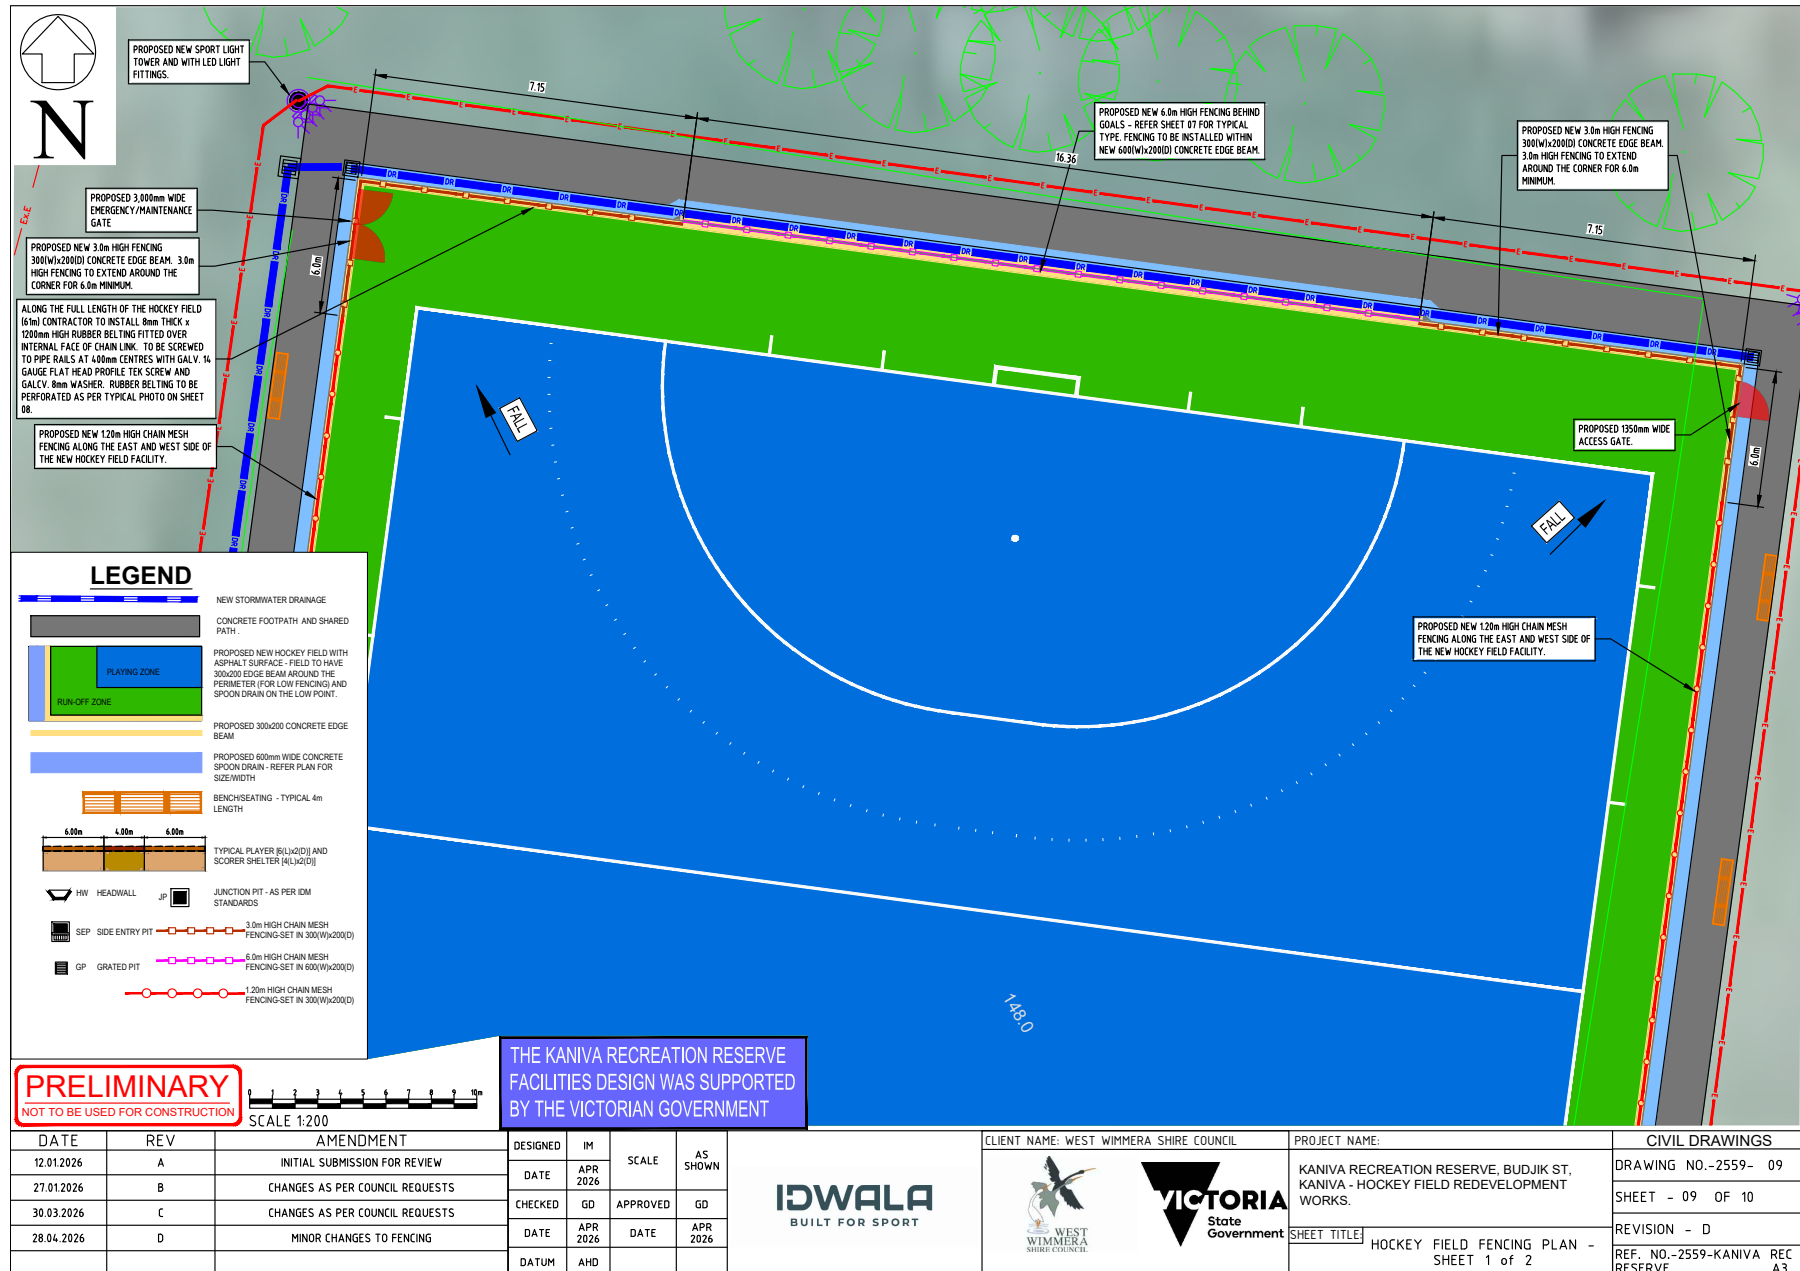 N
PROPOSED NEW SPORT LIGHT
TOWER AND WITH LED LIGHT
FITTINGS.
7.15
16.36
7.15
PROPOSED NEW 6.0m HIGH FENCING BEHIND
GOALS - REFER SHEET 07 FOR TYPICAL
TYPE. FENCING TO BE INSTALLED WITHIN
NEW 600(W)x200(D) CONCRETE EDGE BEAM.
PROPOSED NEW 3.0m HIGH FENCING
300(W)x200(D) CONCRETE EDGE BEAM.
3.0m HIGH FENCING TO EXTEND
AROUND THE CORNER FOR 6.0m
MINIMUM.
PROPOSED 3,000mm WIDE
EMERGENCY/MAINTENANCE
GATE
Ex.E
PROPOSED NEW 3.0m HIGH FENCING
300(W)x200(D) CONCRETE EDGE BEAM. 3.0m
HIGH FENCING TO EXTEND AROUND THE
CORNER FOR 6.0m MINIMUM.
6.0m
ALONG THE FULL LENGTH OF THE HOCKEY FIELD
(61m) CONTRACTOR TO INSTALL 8mm THICK x
1200mm HIGH RUBBER BELTING FITTED OVER
INTERNAL FACE OF CHAIN LINK. TO BE SCREWED
TO PIPE RAILS AT 400mm CENTRES WITH GALV. 14
GAUGE FLAT HEAD PROFILE TEK SCREW AND
GALCV. 8mm WASHER. RUBBER BELTING TO BE
PERFORATED AS PER TYPICAL PHOTO ON SHEET
08.
PROPOSED NEW 1.20m HIGH CHAIN MESH
FENCING ALONG THE EAST AND WEST SIDE OF
THE NEW HOCKEY FIELD FACILITY.
FALL
FALL
PROPOSED 1350mm WIDE
ACCESS GATE.
6.0m
PROPOSED NEW 1.20m HIGH CHAIN MESH
FENCING ALONG THE EAST AND WEST SIDE OF
THE NEW HOCKEY FIELD FACILITY.
148.0
LEGEND
NEW STORMWATER DRAINAGE
CONCRETE FOOTPATH AND SHARED
PATH .
PLAYING ZONE
RUN-OFF ZONE
PROPOSED NEW HOCKEY FIELD WITH
ASPHALT SURFACE - FIELD TO HAVE
300x200 EDGE BEAM AROUND THE
PERIMETER (FOR LOW FENCING) AND
SPOON DRAIN ON THE LOW POINT.
PROPOSED 300x200 CONCRETE EDGE
BEAM
PROPOSED 600mm WIDE CONCRETE
SPOON DRAIN - REFER PLAN FOR
SIZE/WIDTH
BENCH/SEATING - TYPICAL 4m
LENGTH
6.00m 4.00m 6.00m
TYPICAL PLAYER [6(L)x2(D)] AND
SCORER SHELTER [4(L)x2(D)]
HW HEADWALL
JP JUNCTION PIT - AS PER IDM
STANDARDS
SEP SIDE ENTRY PIT
3.0m HIGH CHAIN MESH
FENCING-SET IN 300(W)x200(D)
GP GRATED PIT
6.0m HIGH CHAIN MESH
FENCING-SET IN 600(W)x200(D)
1.20m HIGH CHAIN MESH
FENCING-SET IN 300(W)x200(D)
PRELIMINARY
NOT TO BE USED FOR CONSTRUCTION
0 1 2 3 4 5 6 7 8 9 10m
SCALE 1:200
THE KANIVA RECREATION RESERVE
FACILITIES DESIGN WAS SUPPORTED
BY THE VICTORIAN GOVERNMENT
DATE REV AMENDMENT
12.01.2026 A INITIAL SUBMISSION FOR REVIEW
27.01.2026 B CHANGES AS PER COUNCIL REQUESTS
30.03.2026 C CHANGES AS PER COUNCIL REQUESTS
28.04.2026 D MINOR CHANGES TO FENCING
DESIGNED IM SCALE AS SHOWN
DATE APR 2026
CHECKED GD APPROVED GD
DATE APR 2026 DATE APR 2026
DATUM AHD
IDWALA
BUILT FOR SPORT
CLIENT NAME: WEST WIMMERA SHIRE COUNCIL
WEST
WIMMERA
SHIRE COUNCIL
VICTORIA
State
Government
PROJECT NAME:
KANIVA RECREATION RESERVE, BUDJIK ST,
KANIVA - HOCKEY FIELD REDEVELOPMENT
WORKS.
SHEET TITLE:
HOCKEY FIELD FENCING PLAN -
SHEET 1 of 2
CIVIL DRAWINGS
DRAWING NO.-2559- 09
SHEET - 09 OF 10
REVISION - D
REF. NO.-2559-KANIVA REC
RESERVE A3